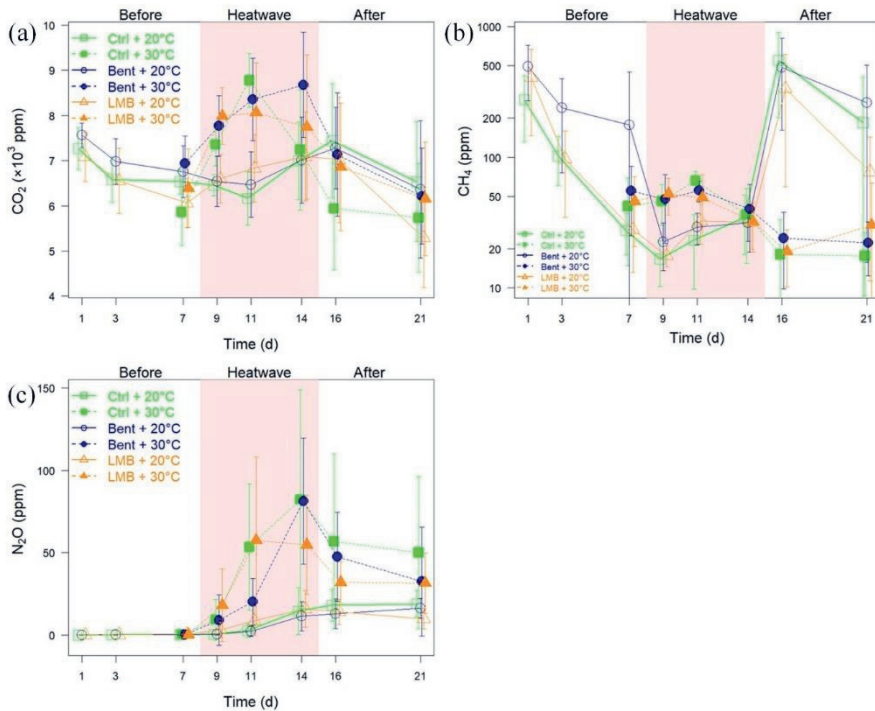 (a)
Before Heatwave After
10
9
8
7
6
5
4
CO₂ (×10³ ppm)
Ctrl + 20°C
Ctrl + 30°C
Bent + 20°C
Bent + 30°C
LMB + 20°C
LMB + 30°C
1 3 7 9 11 14 16 21
Time (d)
(b)
Before Heatwave After
500
200
100
50
20
10
CH₄ (ppm)
Ctrl + 20°C
Ctrl + 30°C
Bent + 20°C
Bent + 30°C
LMB + 20°C
LMB + 30°C
1 3 7 9 11 14 16 21
Time (d)
(c)
Before Heatwave After
150
100
50
0
N₂O (ppm)
Ctrl + 20°C
Ctrl + 30°C
Bent + 20°C
Bent + 30°C
LMB + 20°C
LMB + 30°C
1 3 7 9 11 14 16 21
Time (d)